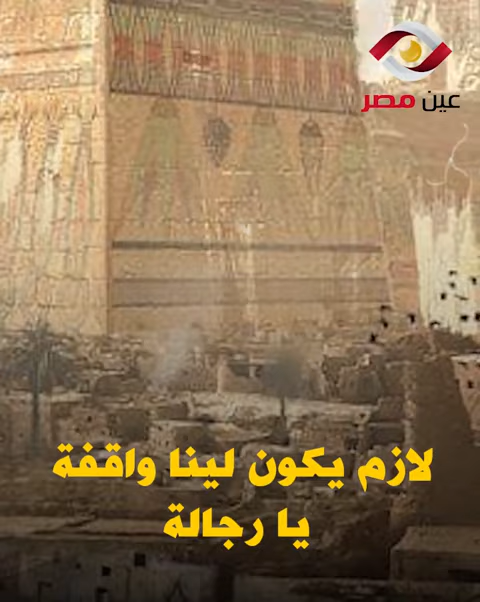 عين مصر
لازم يكون لينا واقفة
يا رجالة